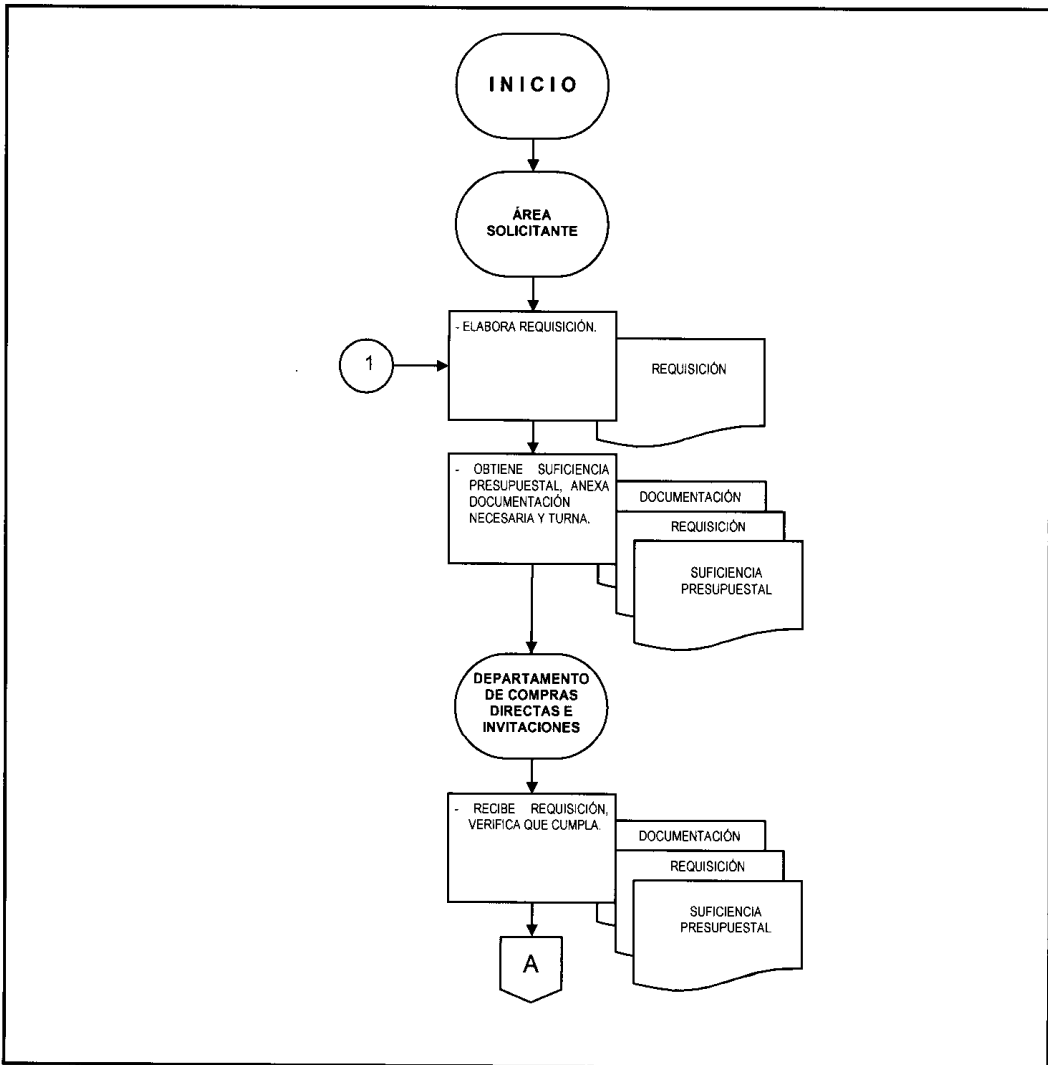 INICIO
ÁREA
SOLICITANTE
- ELABORA REQUISICIÓN.
1
REQUISICIÓN
- OBTIENE SUFICIENCIA
PRESUPUESTAL, ANEXA
DOCUMENTACIÓN
NECESARIA Y TURNA.
DOCUMENTACIÓN
REQUISICIÓN
SUFICIENCIA
PRESUPUESTAL
DEPARTAMENTO
DE COMPRAS
DIRECTAS E
INVITACIONES
- RECIBE REQUISICIÓN,
VERIFICA QUE CUMPLA.
DOCUMENTACIÓN
REQUISICIÓN
SUFICIENCIA
PRESUPUESTAL
A